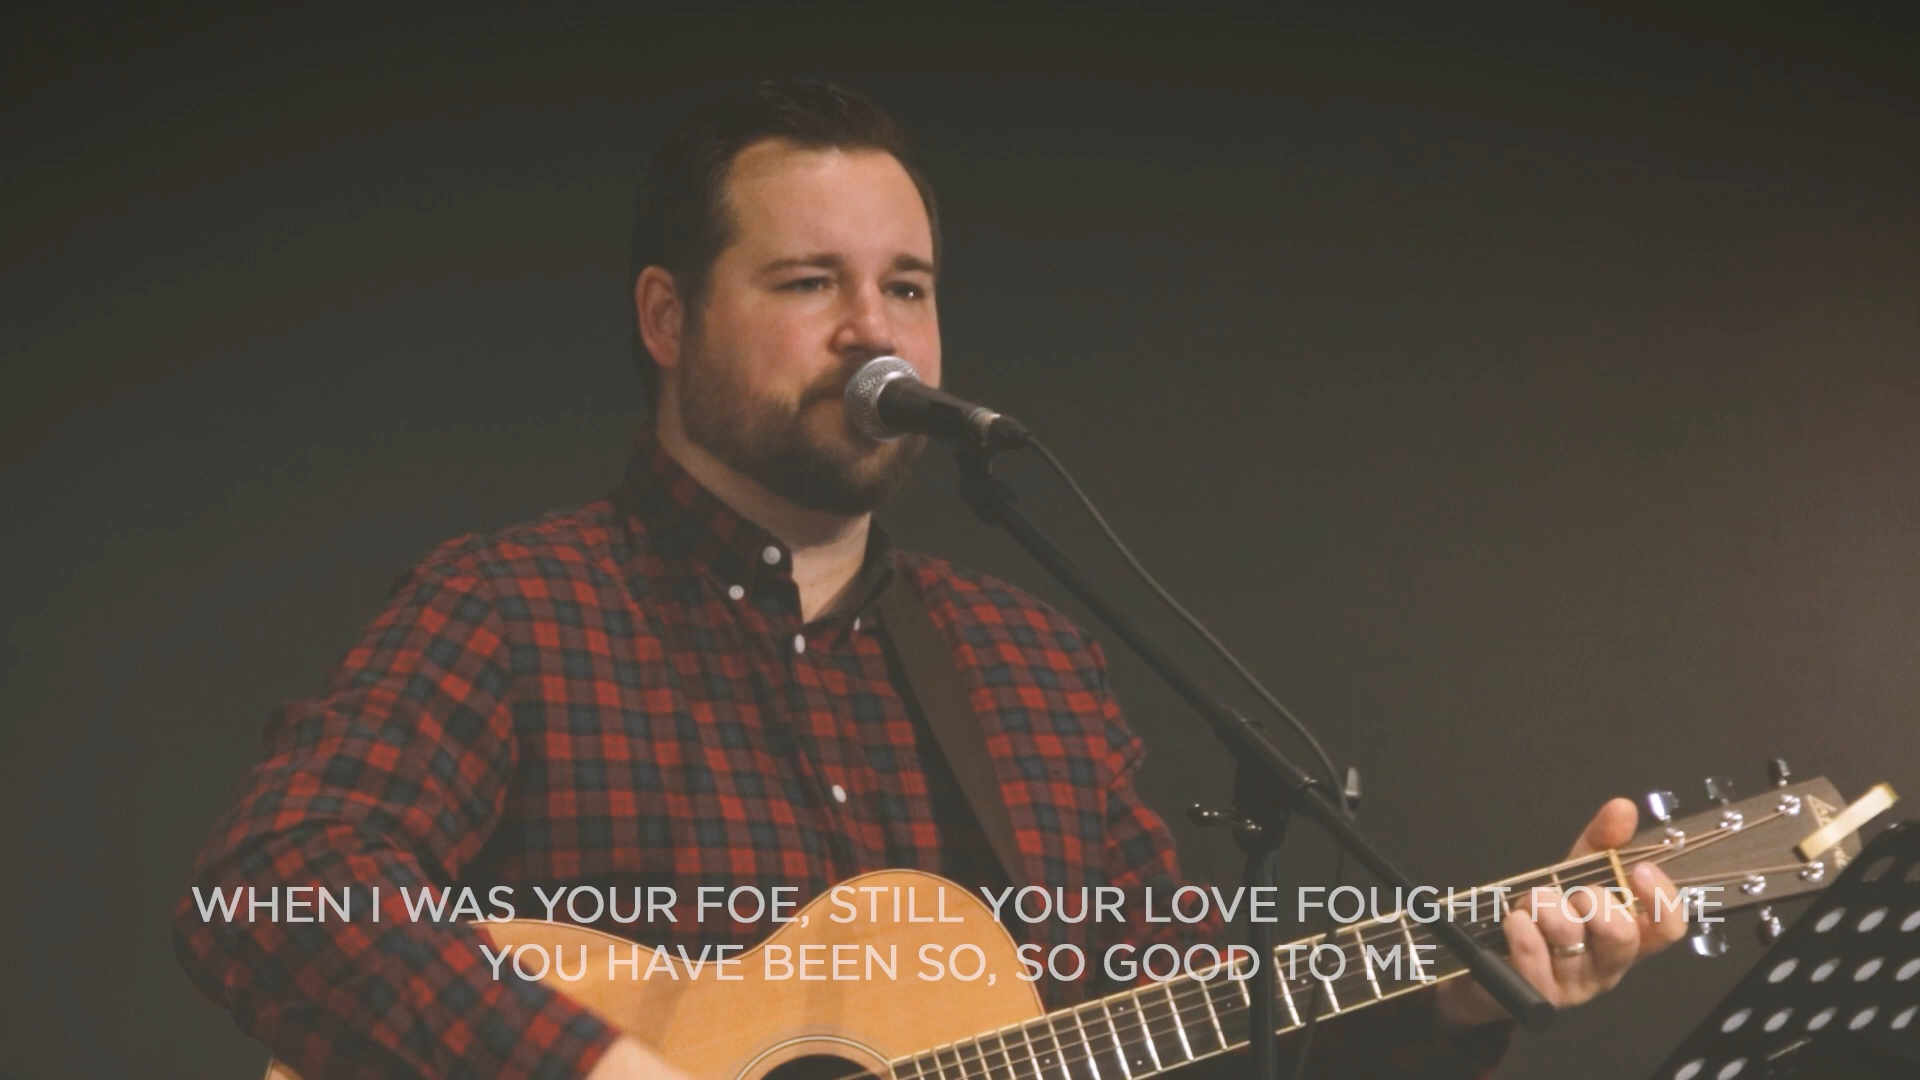 WHEN I WAS YOUR FOE, STILL YOUR LOVE FOUGHT FOR ME
YOU HAVE BEEN SO, SO GOOD TO ME